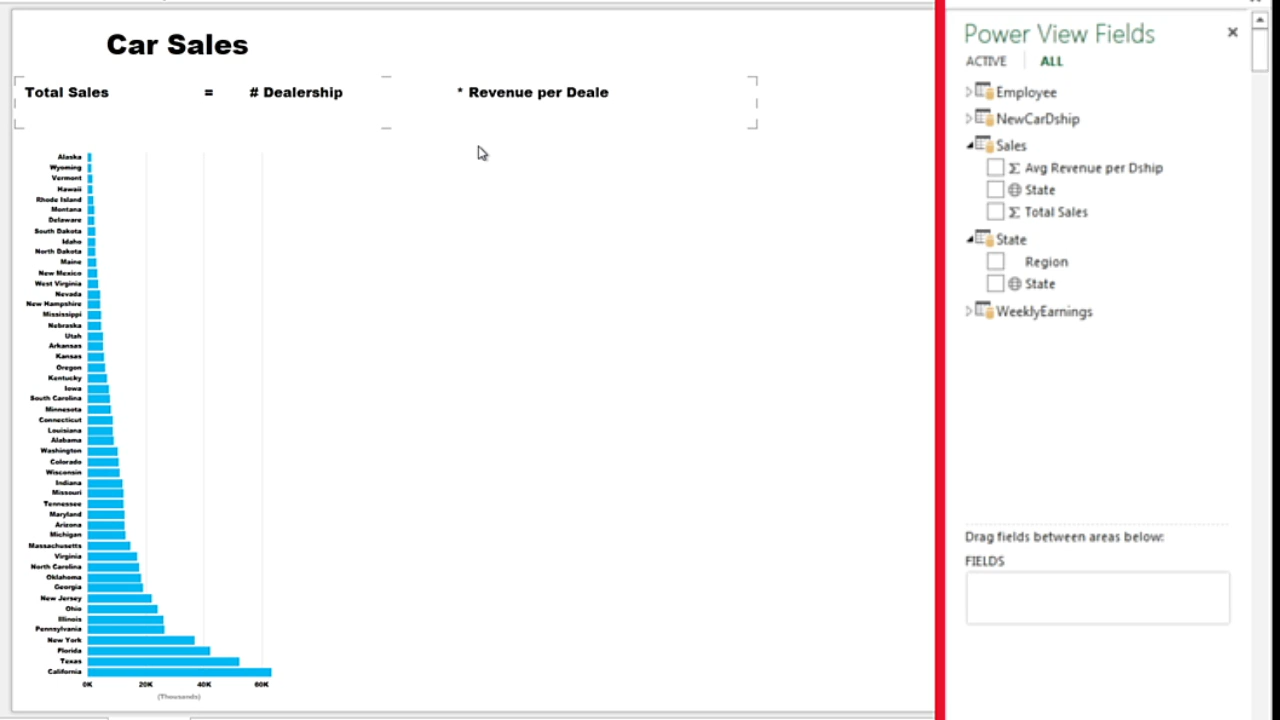 Car Sales
Total Sales = # Dealership * Revenue per Deale
Alaska
Wyoming
Vermont
Hawaii
Rhode Island
Montana
Delaware
South Dakota
Idaho
North Dakota
Maine
New Mexico
West Virginia
Nevada
New Hampshire
Mississippi
Nebraska
Utah
Arkansas
Kansas
Oregon
Kentucky
Iowa
South Carolina
Minnesota
Connecticut
Louisiana
Alabama
Washington
Colorado
Wisconsin
Indiana
Missouri
Tennessee
Maryland
Arizona
Michigan
Massachusetts
Virginia
North Carolina
Oklahoma
Georgia
New Jersey
Ohio
Illinois
Pennsylvania
New York
Florida
Texas
California
0K 20K 40K 60K
(Thousands)
Power View Fields
ACTIVE ALL
Employee
NewCarDship
Sales
Σ Avg Revenue per Dship
State
Σ Total Sales
State
Region
State
WeeklyEarnings
Drag fields between areas below:
FIELDS